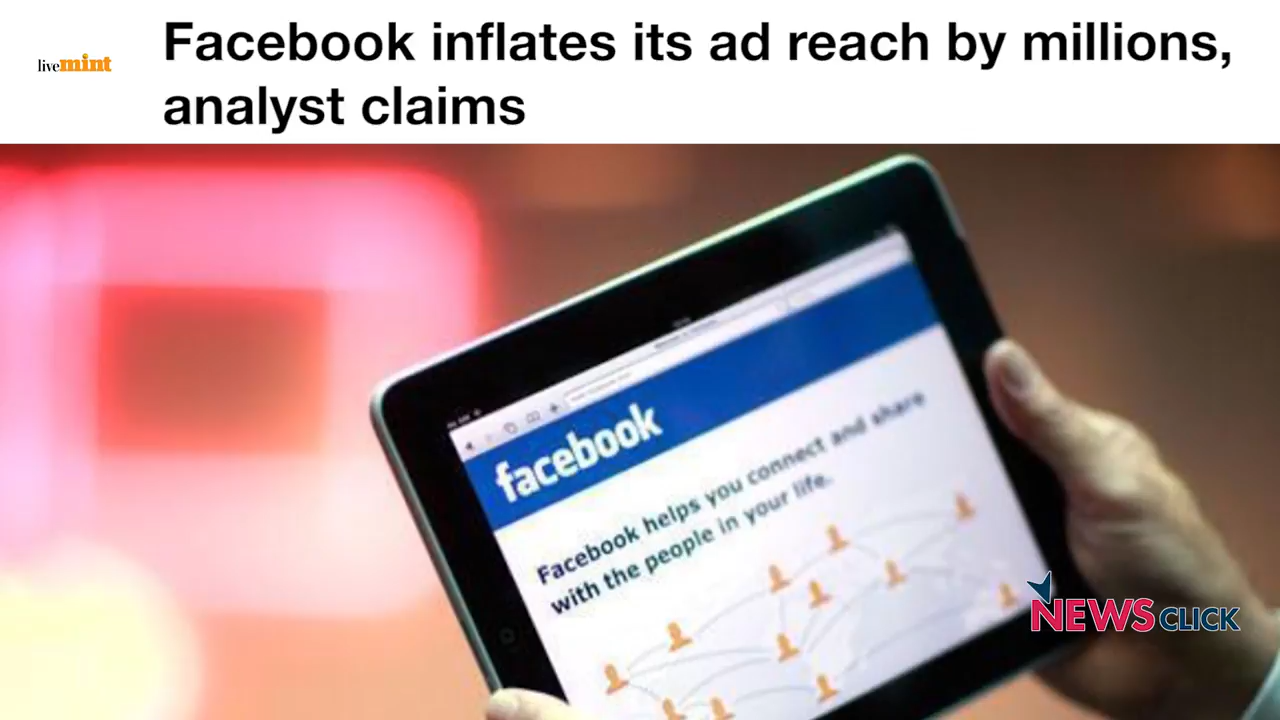 livemint
Facebook inflates its ad reach by millions,
analyst claims
facebook
Facebook helps you connect and share
with the people in your life.
NEWSCLICK